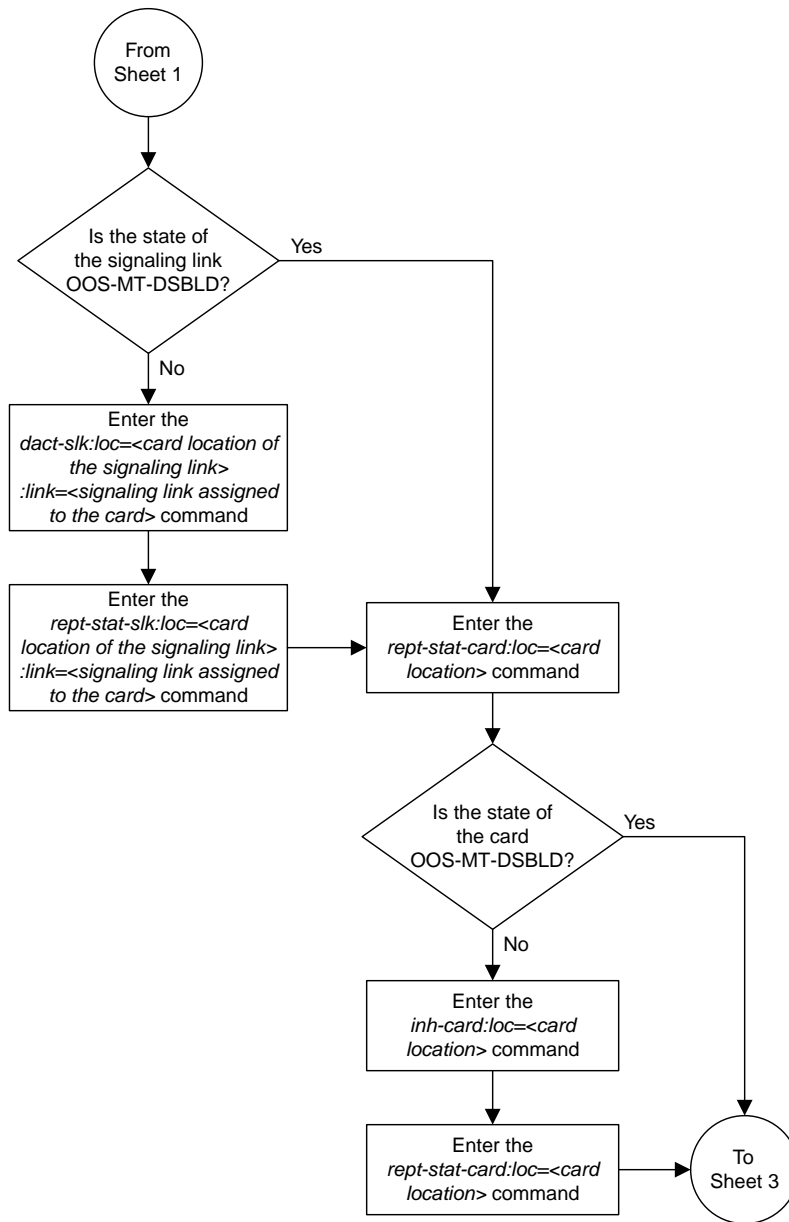 From
Sheet 1
Is the state of
the signaling link
OOS-MT-DSBLD?
Yes
No
Enter the
dact-slk:loc=<card location of
the signaling link>
:link=<signaling link assigned
to the card> command
Enter the
rept-stat-slk:loc=<card
location of the signaling link>
:link=<signaling link assigned
to the card> command
Enter the
rept-stat-card:loc=<card
location> command
Is the state of
the card
OOS-MT-DSBLD?
Yes
No
Enter the
inh-card:loc=<card
location> command
Enter the
rept-stat-card:loc=<card
location> command
To
Sheet 3